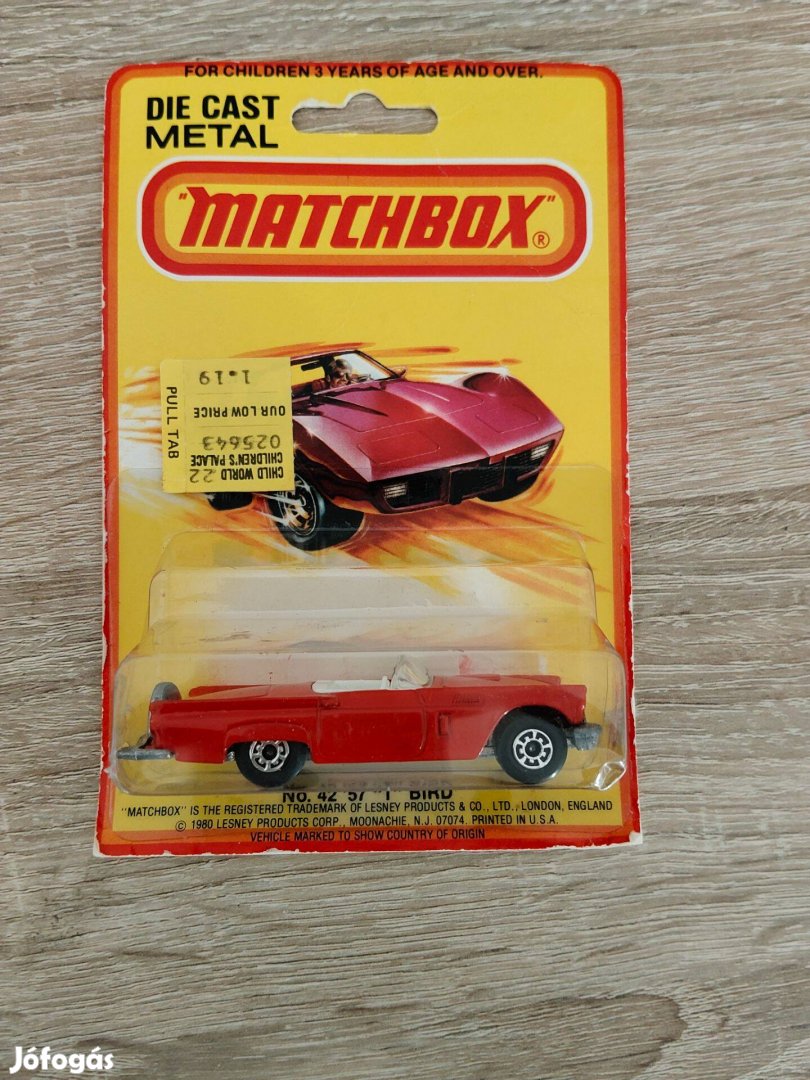 FOR CHILDREN 3 YEARS OF AGE AND OVER.
DIE CAST
METAL
"MATCHBOX"®
PULL TAB
CHILD WORLD 22
CHILDREN'S PALACE
025643
OUR LOW PRICE
1.19
No. 42 '57 "T" BIRD
"MATCHBOX" IS THE REGISTERED TRADEMARK OF LESNEY PRODUCTS & CO., LTD., LONDON, ENGLAND
© 1980 LESNEY PRODUCTS CORP., MOONACHIE, N.J. 07074. PRINTED IN U.S.A.
VEHICLE MARKED TO SHOW COUNTRY OF ORIGIN
Jófogás